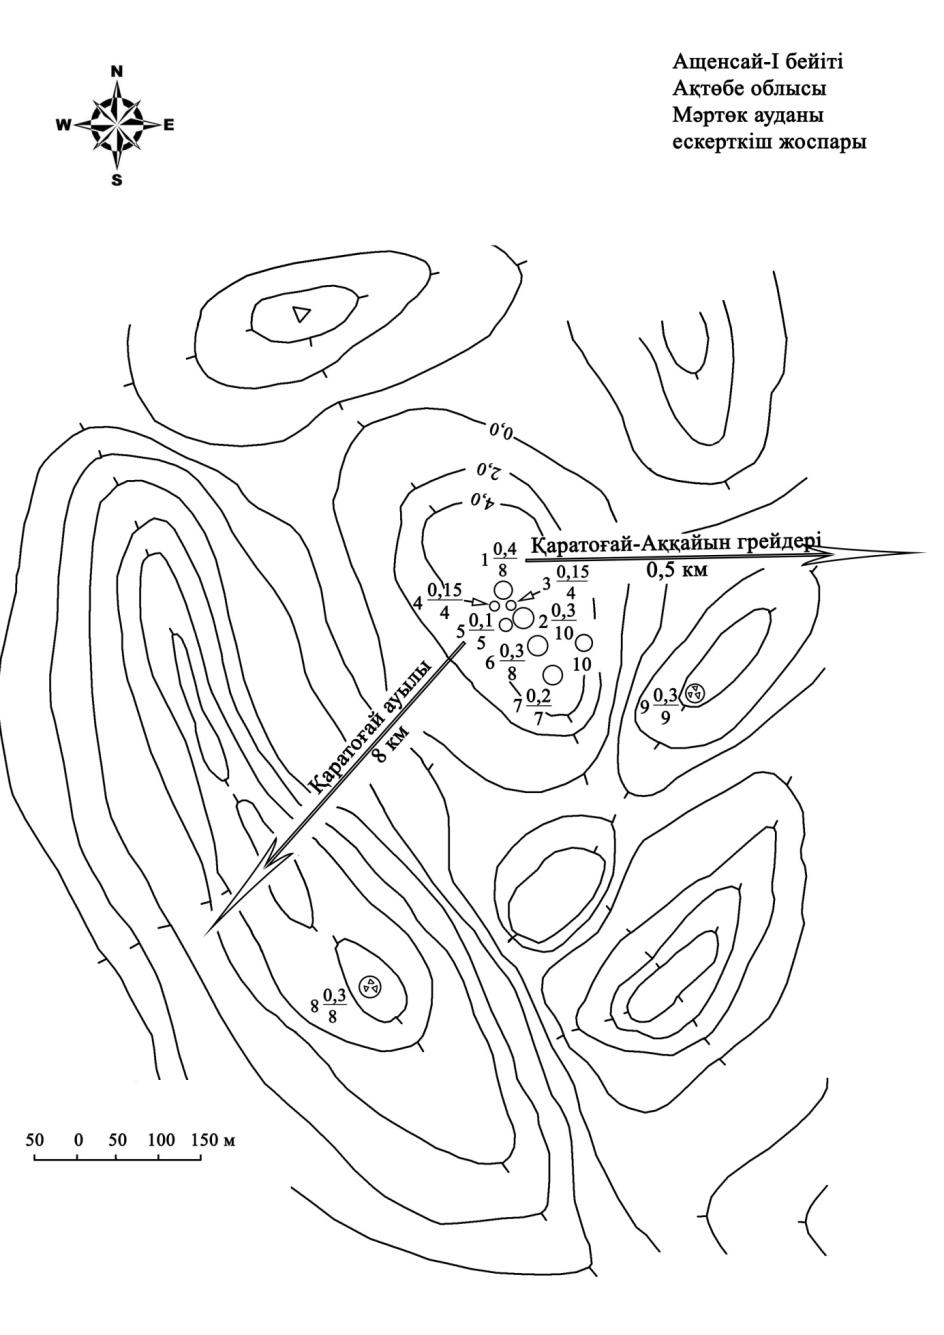 N
W E
S
Ащенсай-I бейіті
Ақтөбе облысы
Мәртөк ауданы
ескерткіш жоспары
0,0
2,0
4,0
Қаратоғай-Аққайын грейдері
0,5 км
1 0,4/8
3 0,15/4
4 0,15/4
2 0,3/10
5 0,1/5
6 0,3/8
10
7 0,2/7
9 0,3/9
Қаратоғай ауылы
8 км
8 0,3/8
50 0 50 100 150 м